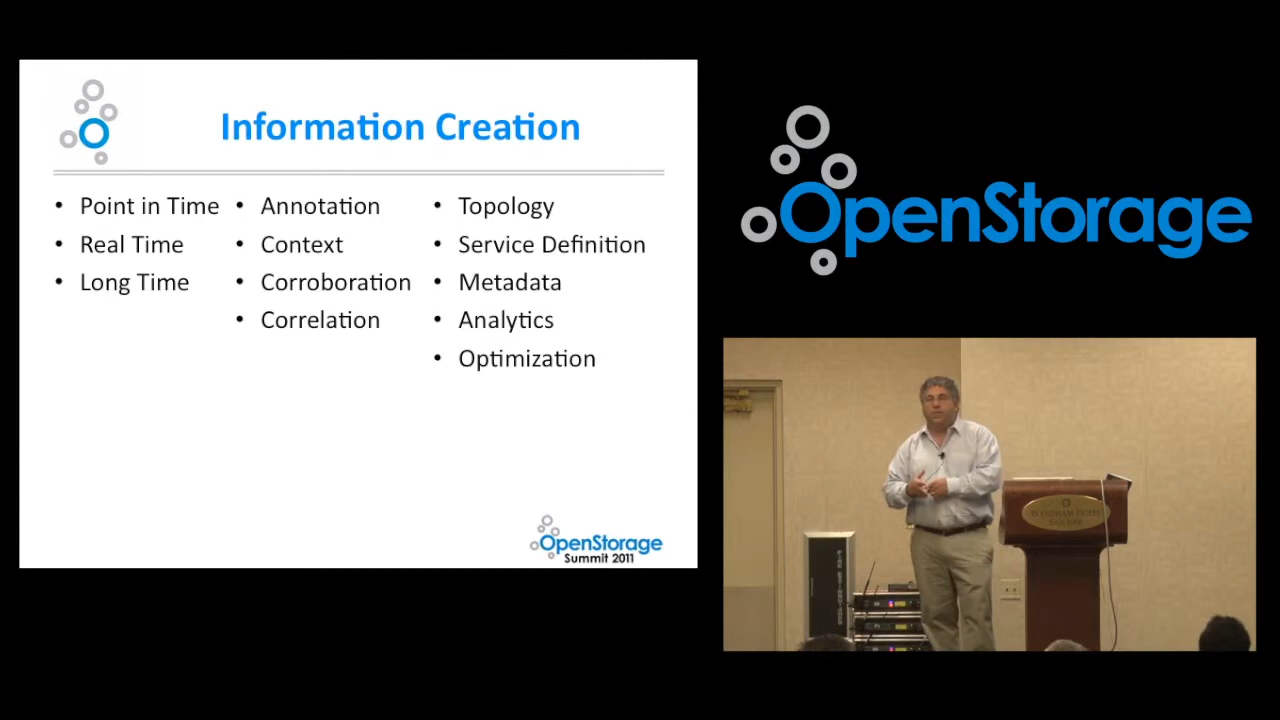 Information Creation
• Point in Time
• Real Time
• Long Time
• Annotation
• Context
• Corroboration
• Correlation
• Topology
• Service Definition
• Metadata
• Analytics
• Optimization
OpenStorage
Summit 2011
OpenStorage